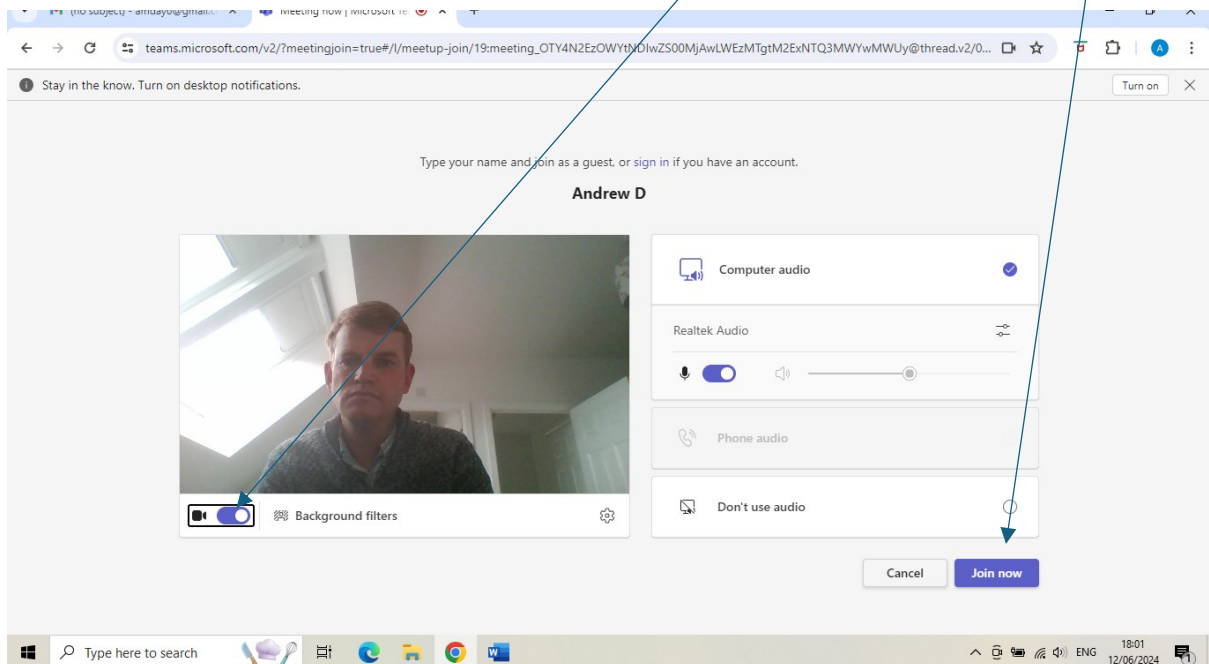 (no subject) - amdayo@gmail.c
Meeting now | Microsoft Te
teams.microsoft.com/v2/?meetingjoin=true#/l/meetup-join/19:meeting_OTY4N2EzOWYtNDIwZS00MjAwLWEzMTgtM2ExNTQ3MWYwMWUy@thread.v2/0...
A
Stay in the know. Turn on desktop notifications.
Turn on
Type your name and join as a guest, or sign in if you have an account.
Andrew D
Computer audio
Realtek Audio
Phone audio
Don't use audio
Background filters
Cancel
Join now
Type here to search
ENG
18:01
12/06/2024
1